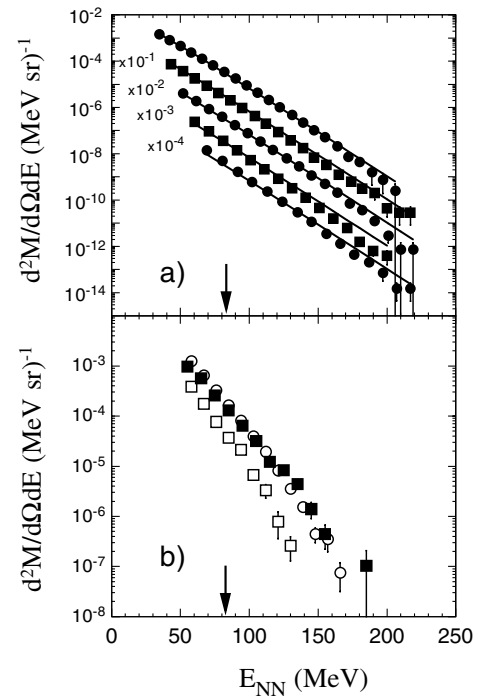 a)
10⁻²
10⁻⁴
10⁻⁶
10⁻⁸
10⁻¹⁰
10⁻¹²
10⁻¹⁴
d²M/dΩdE (MeV sr)⁻¹
x10⁻¹
x10⁻²
x10⁻³
x10⁻⁴
a)
10⁻³
10⁻⁴
10⁻⁵
10⁻⁶
10⁻⁷
10⁻⁸
d²M/dΩdE (MeV sr)⁻¹
b)
0 50 100 150 200 250
E_NN (MeV)